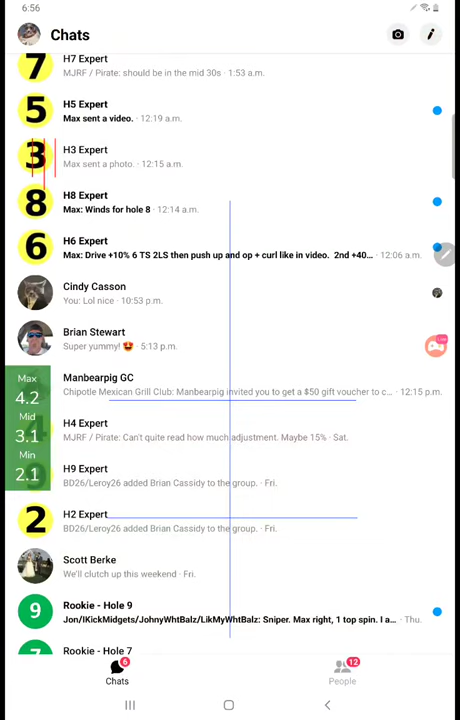 6:56
Chats
7
H7 Expert
MJRF / Pirate: should be in the mid 30s · 1:53 a.m.
5
H5 Expert
Max sent a video. · 12:19 a.m.
3
H3 Expert
Max sent a photo. · 12:15 a.m.
8
H8 Expert
Max: Winds for hole 8 · 12:14 a.m.
6
H6 Expert
Max: Drive +10% 6 TS 2LS then push up and op + curl like in video. 2nd +40... · 12:06 a.m.
Cindy Casson
You: Lol nice · 10:53 p.m.
Brian Stewart
Super yummy! 😍 · 5:13 p.m.
Manbearpig GC
Chipotle Mexican Grill Club: Manbearpig invited you to get a $50 gift voucher to c... · 12:15 p.m.
Max
4.2
Mid
3.1
Min
2.1
4
H4 Expert
MJRF / Pirate: Can't quite read how much adjustment. Maybe 15% · Sat.
9
H9 Expert
BD26/Leroy26 added Brian Cassidy to the group. · Fri.
2
H2 Expert
BD26/Leroy26 added Brian Cassidy to the group. · Fri.
Scott Berke
We'll clutch up this weekend · Fri.
9
Rookie - Hole 9
Jon/IKickMidgets/JohnyWhtBalz/LikMyWhtBalz: Sniper. Max right, 1 top spin. I a... · Thu.
7
Rookie - Hole 7
6
Chats
12
People